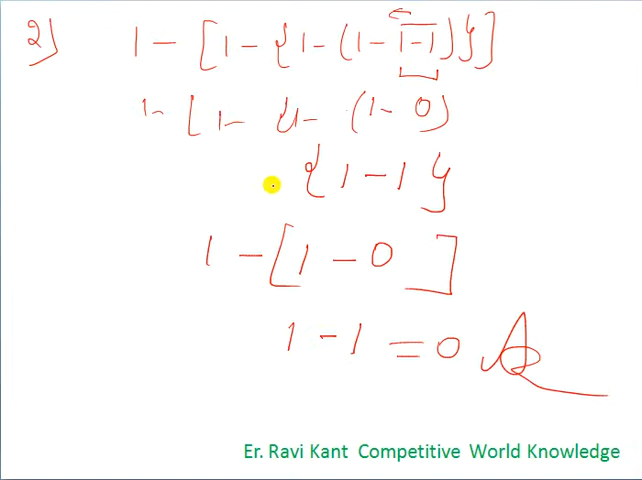 2) 1 - [1 - {1 - (1 - 1-1)}]
1 - [1 - {1 - (1 - 0)
{1 - 1}
1 - [1 - 0]
1 - 1 = 0
Er. Ravi Kant Competitive World Knowledge